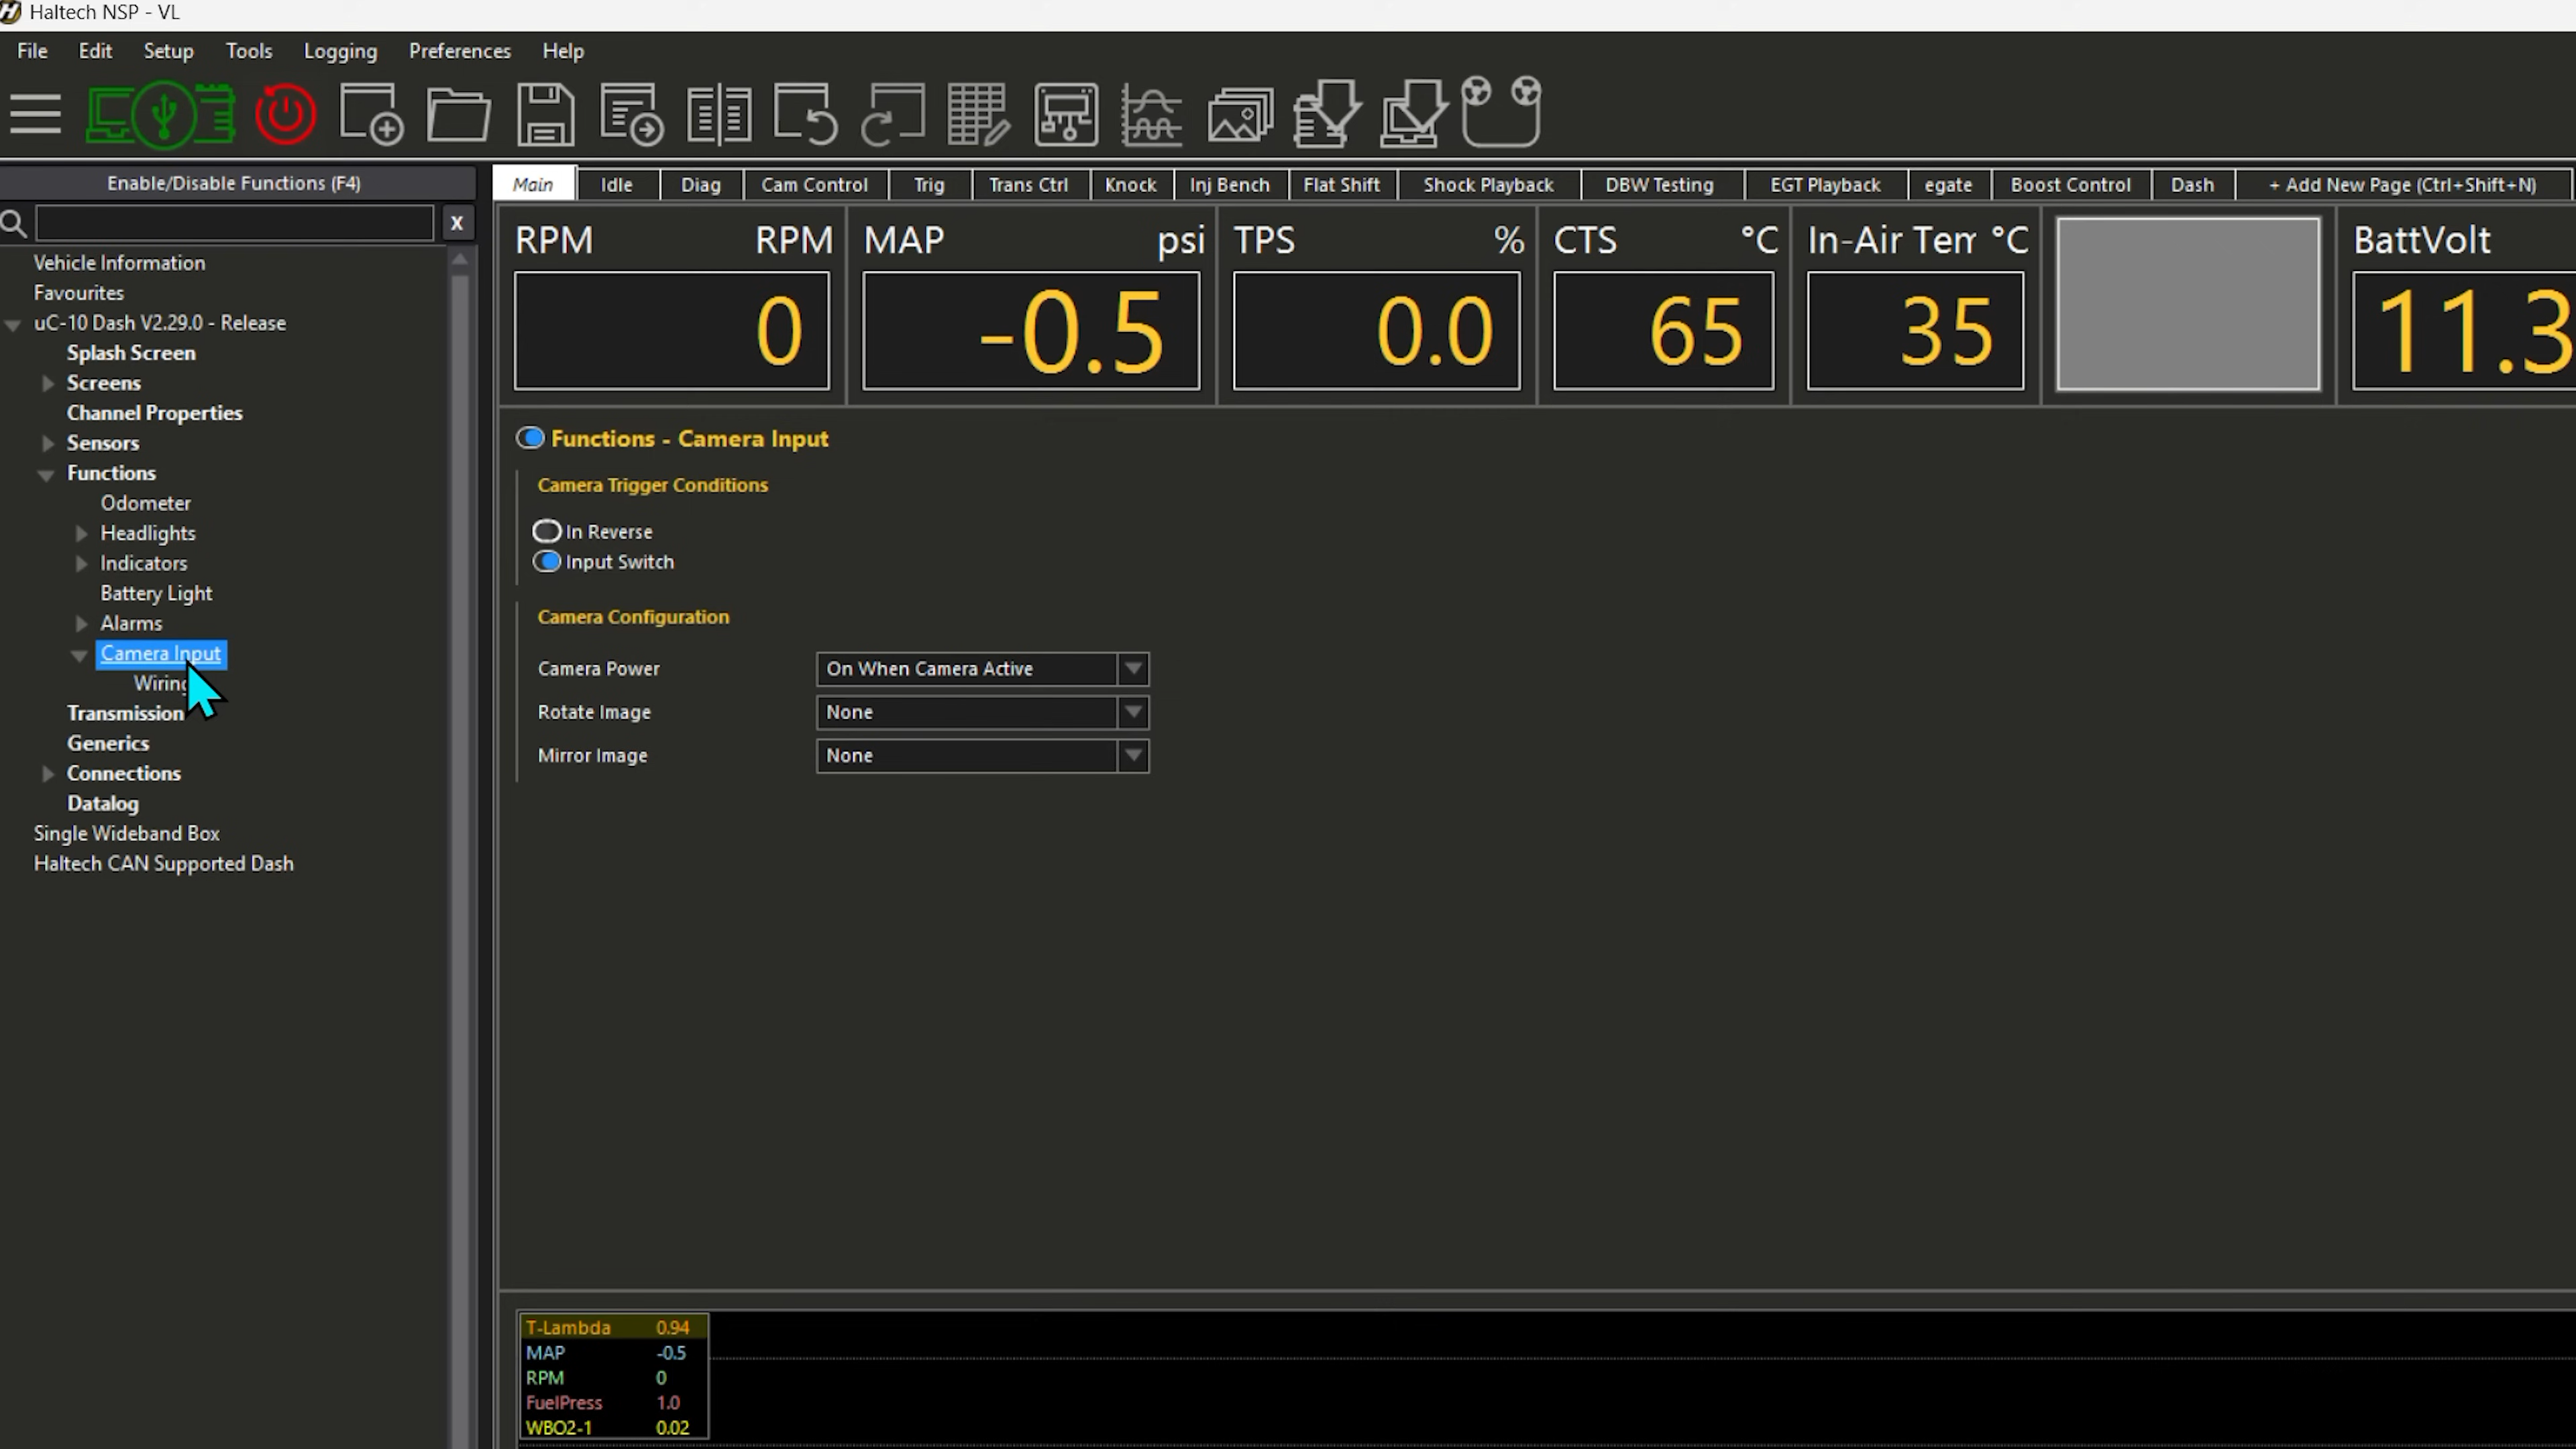 Haltech NSP - VL
File Edit Setup Tools Logging Preferences Help
Enable/Disable Functions (F4)
Main Idle Diag Cam Control Trig Trans Ctrl Knock Inj Bench Flat Shift Shock Playback DBW Testing EGT Playback egate Boost Control Dash + Add New Page (Ctrl+Shift+N)
X
Vehicle Information
Favourites
uC-10 Dash V2.29.0 - Release
Splash Screen
Screens
Channel Properties
Sensors
Functions
Odometer
Headlights
Indicators
Battery Light
Alarms
Camera Input
Wiring
Transmission
Generics
Connections
Datalog
Single Wideband Box
Haltech CAN Supported Dash
RPM RPM MAP psi TPS % CTS °C In-Air Tem °C BattVolt
0 -0.5 0.0 65 35 11.3
Functions - Camera Input
Camera Trigger Conditions
In Reverse
Input Switch
Camera Configuration
Camera Power On When Camera Active
Rotate Image None
Mirror Image None
T-Lambda 0.94
MAP -0.5
RPM 0
FuelPress 1.0
WBO2-1 0.02